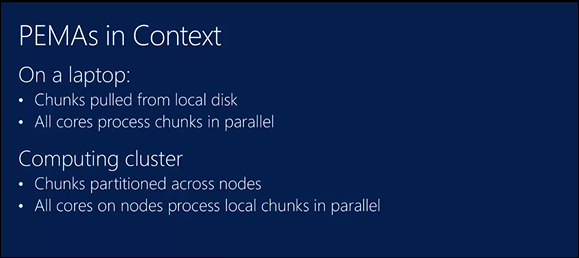 PEMAs in Context
On a laptop:
• Chunks pulled from local disk
• All cores process chunks in parallel
Computing cluster
• Chunks partitioned across nodes
• All cores on nodes process local chunks in parallel